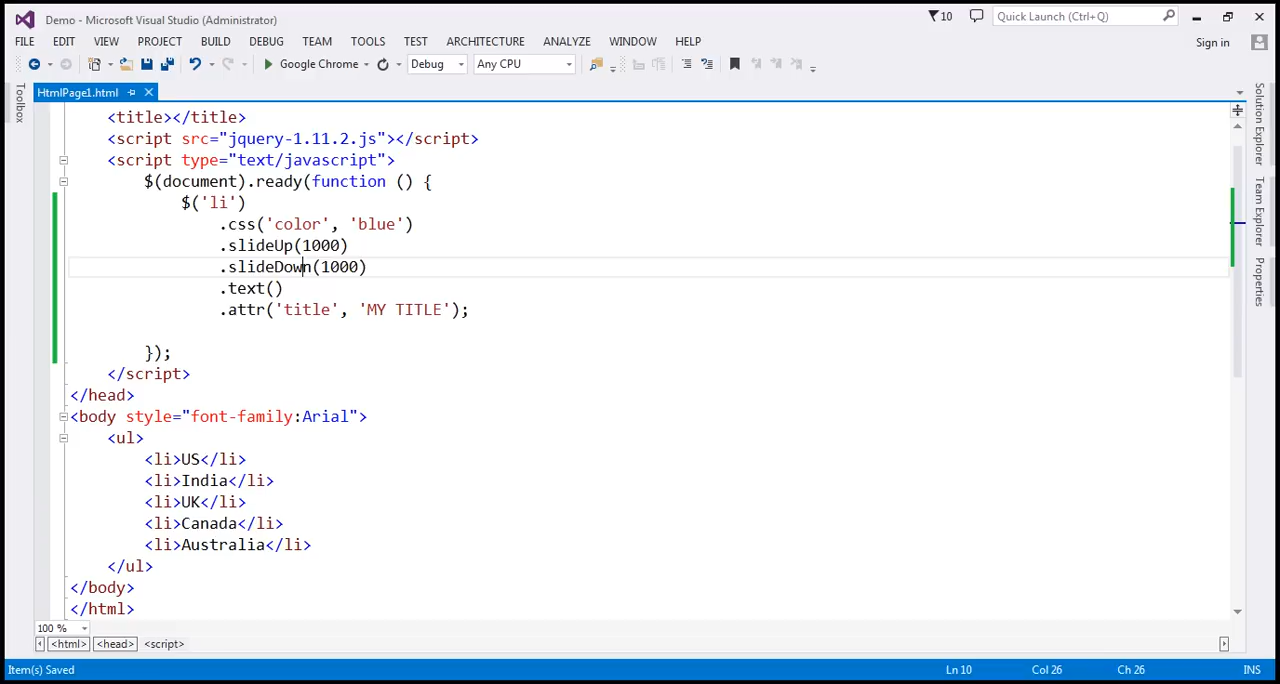 Demo - Microsoft Visual Studio (Administrator)
10
Quick Launch (Ctrl+Q)
FILE EDIT VIEW PROJECT BUILD DEBUG TEAM TOOLS TEST ARCHITECTURE ANALYZE WINDOW HELP
Sign in
Google Chrome Debug Any CPU
HtmlPage1.html
Toolbox
Solution Explorer
Team Explorer
Properties
<title></title>
<script src="jquery-1.11.2.js"></script>
<script type="text/javascript">
$(document).ready(function () {
$('li')
.css('color', 'blue')
.slideUp(1000)
.slideDown(1000)
.text()
.attr('title', 'MY TITLE');
});
</script>
</head>
<body style="font-family:Arial">
<ul>
<li>US</li>
<li>India</li>
<li>UK</li>
<li>Canada</li>
<li>Australia</li>
</ul>
</body>
</html>
100 %
<html> <head> <script>
Item(s) Saved Ln 10 Col 26 Ch 26 INS